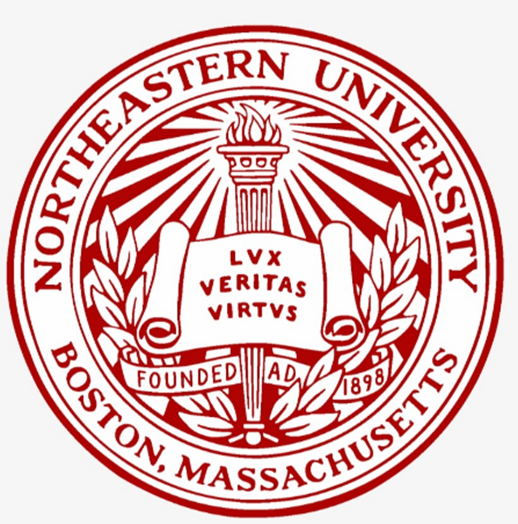 NORTHEASTERN UNIVERSITY
LVX
VERITAS
VIRTVS
FOUNDED AD 1898
BOSTON, MASSACHUSETTS